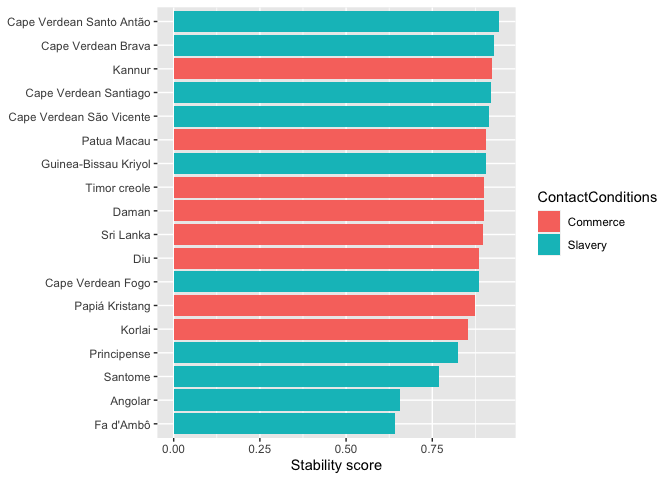 Cape Verdean Santo Antão
Cape Verdean Brava
Kannur
Cape Verdean Santiago
Cape Verdean São Vicente
Patua Macau
Guinea-Bissau Kriyol
Timor creole
Daman
Sri Lanka
Diu
Cape Verdean Fogo
Papiá Kristang
Korlai
Principense
Santome
Angolar
Fa d'Ambô
0.00 0.25 0.50 0.75
Stability score
ContactConditions
Commerce
Slavery